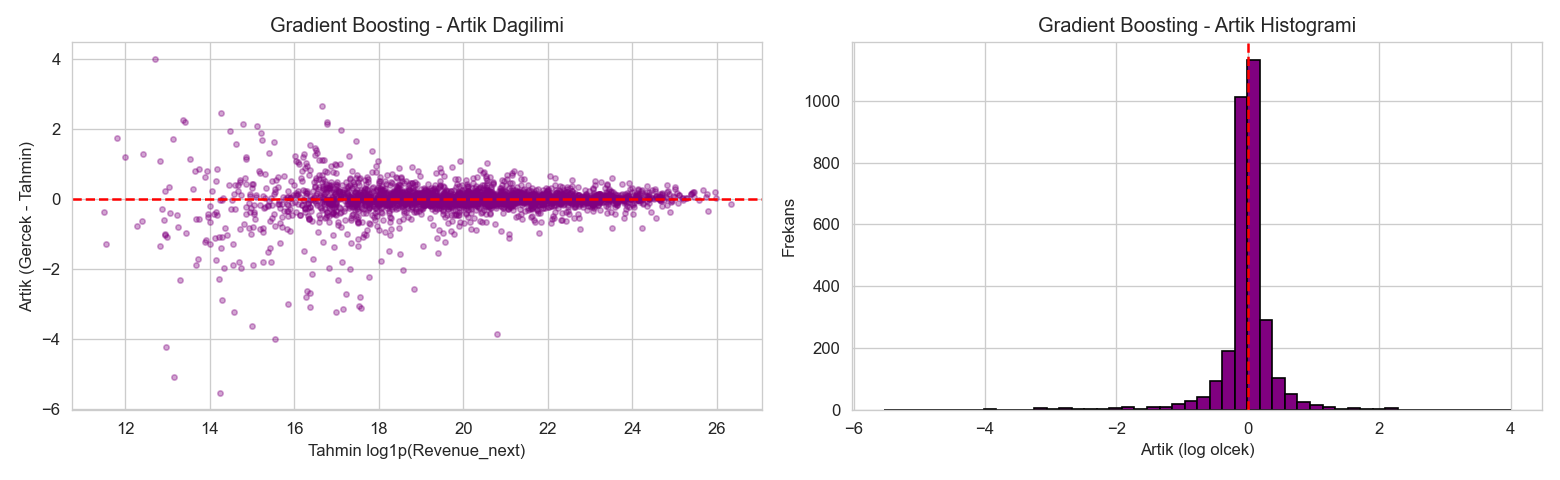 Gradient Boosting - Artik Dagilimi
4
2
0
−2
−4
−6
Artik (Gercek - Tahmin)
12 14 16 18 20 22 24 26
Tahmin log1p(Revenue_next)
Gradient Boosting - Artik Histogrami
1000
800
600
400
200
0
Frekans
−6 −4 −2 0 2 4
Artik (log olcek)